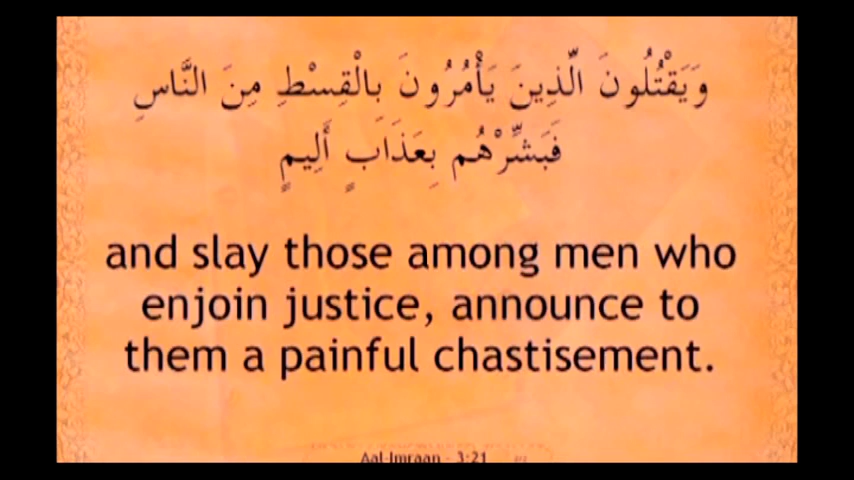 وَيَقْتُلُونَ الَّذِينَ يَأْمُرُونَ بِالْقِسْطِ مِنَ النَّاسِ
فَبَشِّرْهُم بِعَذَابٍ أَلِيمٍ
and slay those among men who
enjoin justice, announce to
them a painful chastisement.
Aal-Imraan - 3:21